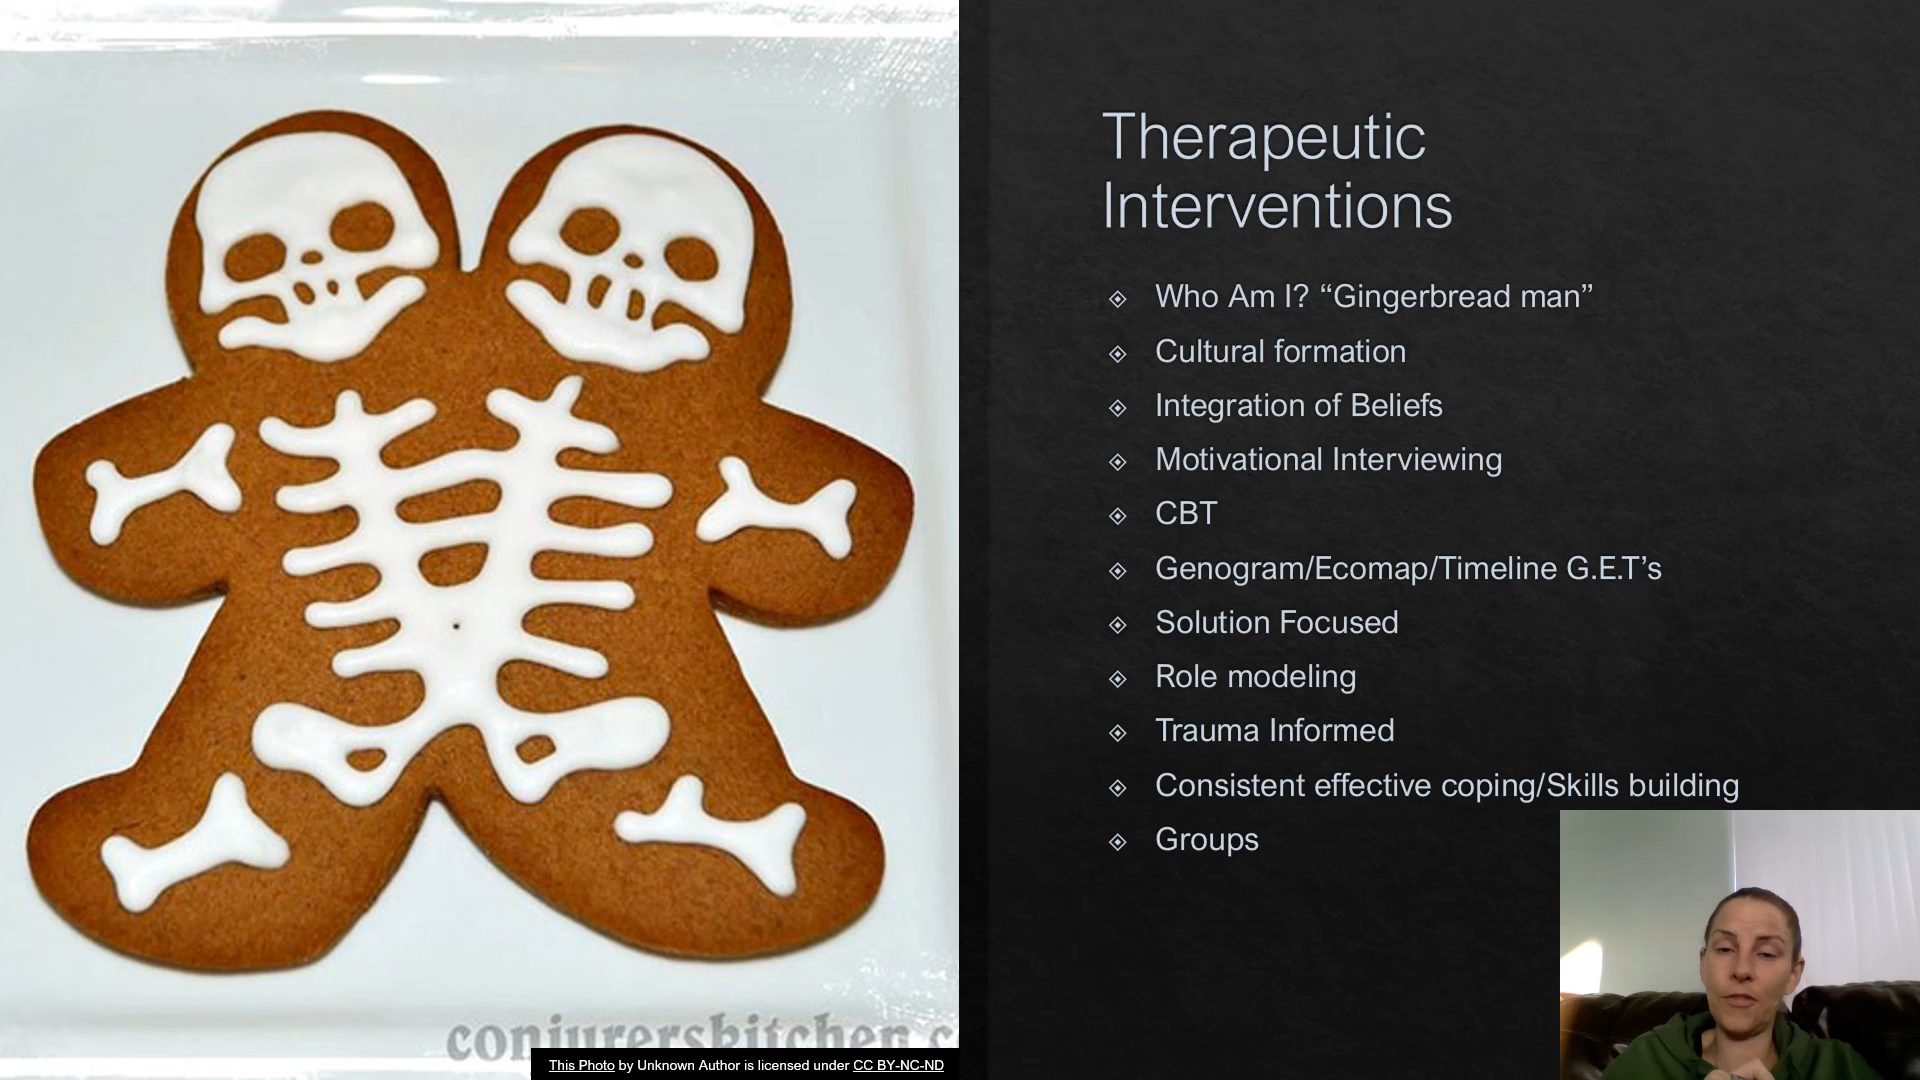 Therapeutic
Interventions
Who Am I? “Gingerbread man”
Cultural formation
Integration of Beliefs
Motivational Interviewing
CBT
Genogram/Ecomap/Timeline G.E.T’s
Solution Focused
Role modeling
Trauma Informed
Consistent effective coping/Skills building
Groups
conjurerskitchen.c
This Photo by Unknown Author is licensed under CC BY-NC-ND